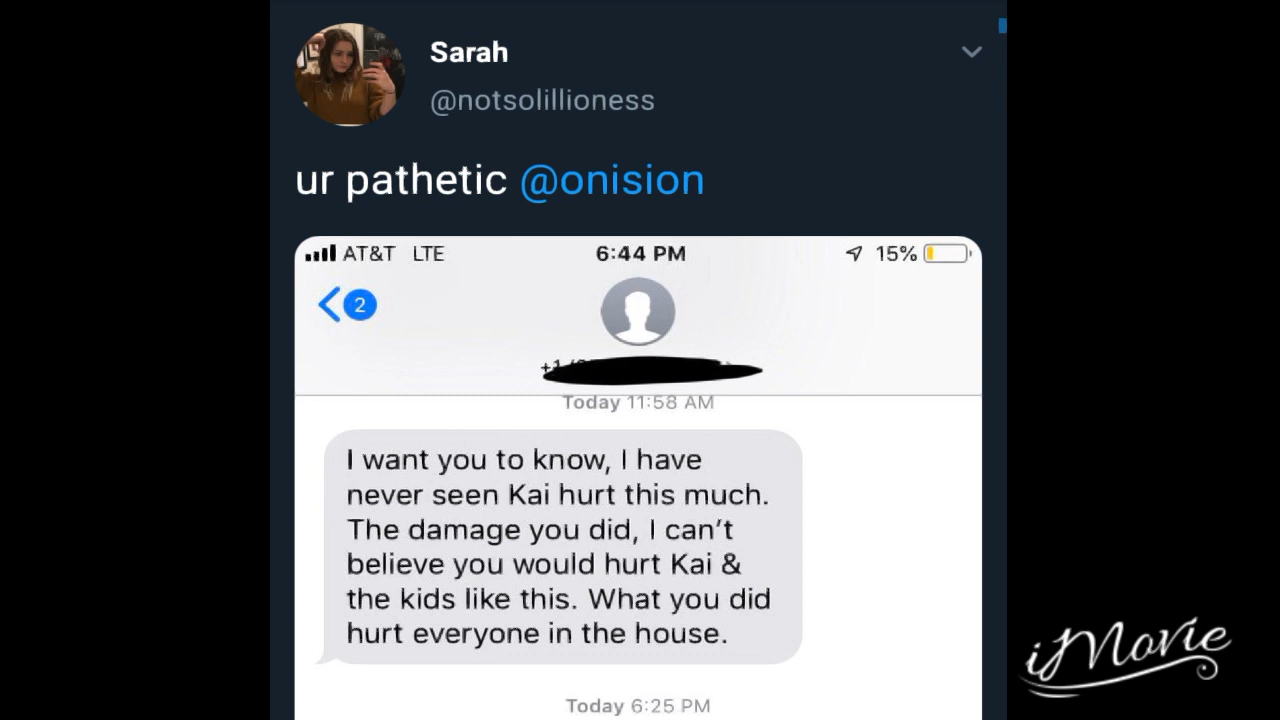 Sarah
@notsolillioness
ur pathetic @onision
AT&T LTE 6:44 PM 15%
2
Today 11:58 AM
I want you to know, I have
never seen Kai hurt this much.
The damage you did, I can't
believe you would hurt Kai &
the kids like this. What you did
hurt everyone in the house.
Today 6:25 PM
iMovie